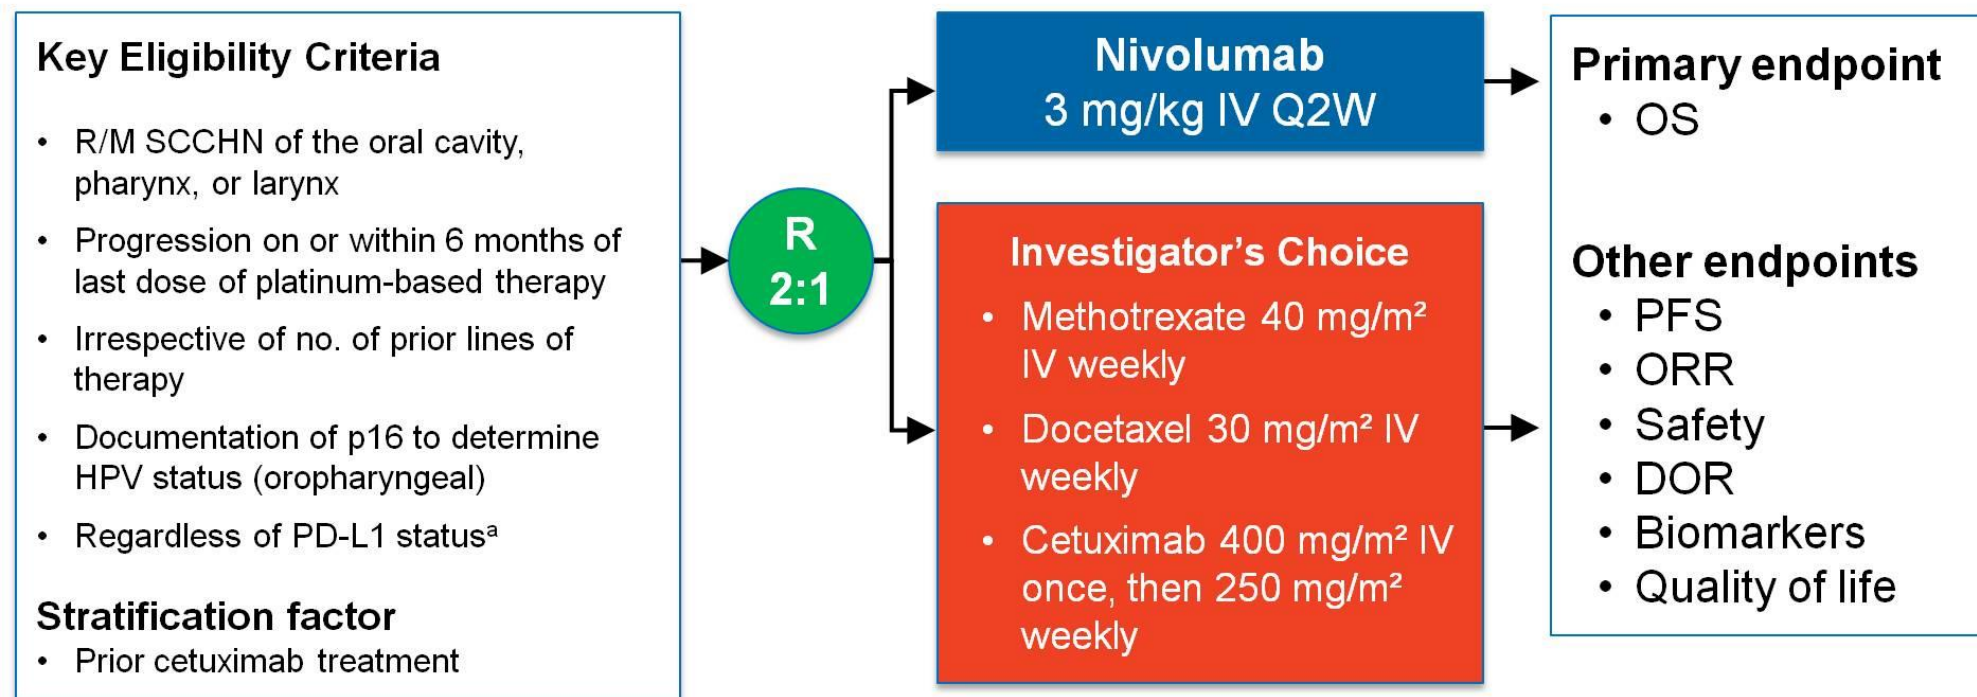 Key Eligibility Criteria
• R/M SCCHN of the oral cavity,
pharynx, or larynx
• Progression on or within 6 months of
last dose of platinum-based therapy
• Irrespective of no. of prior lines of
therapy
• Documentation of p16 to determine
HPV status (oropharyngeal)
• Regardless of PD-L1 statusᵃ
Stratification factor
• Prior cetuximab treatment
R
2:1
Nivolumab
3 mg/kg IV Q2W
Investigator’s Choice
• Methotrexate 40 mg/m²
IV weekly
• Docetaxel 30 mg/m² IV
weekly
• Cetuximab 400 mg/m² IV
once, then 250 mg/m²
weekly
Primary endpoint
• OS
Other endpoints
• PFS
• ORR
• Safety
• DOR
• Biomarkers
• Quality of life